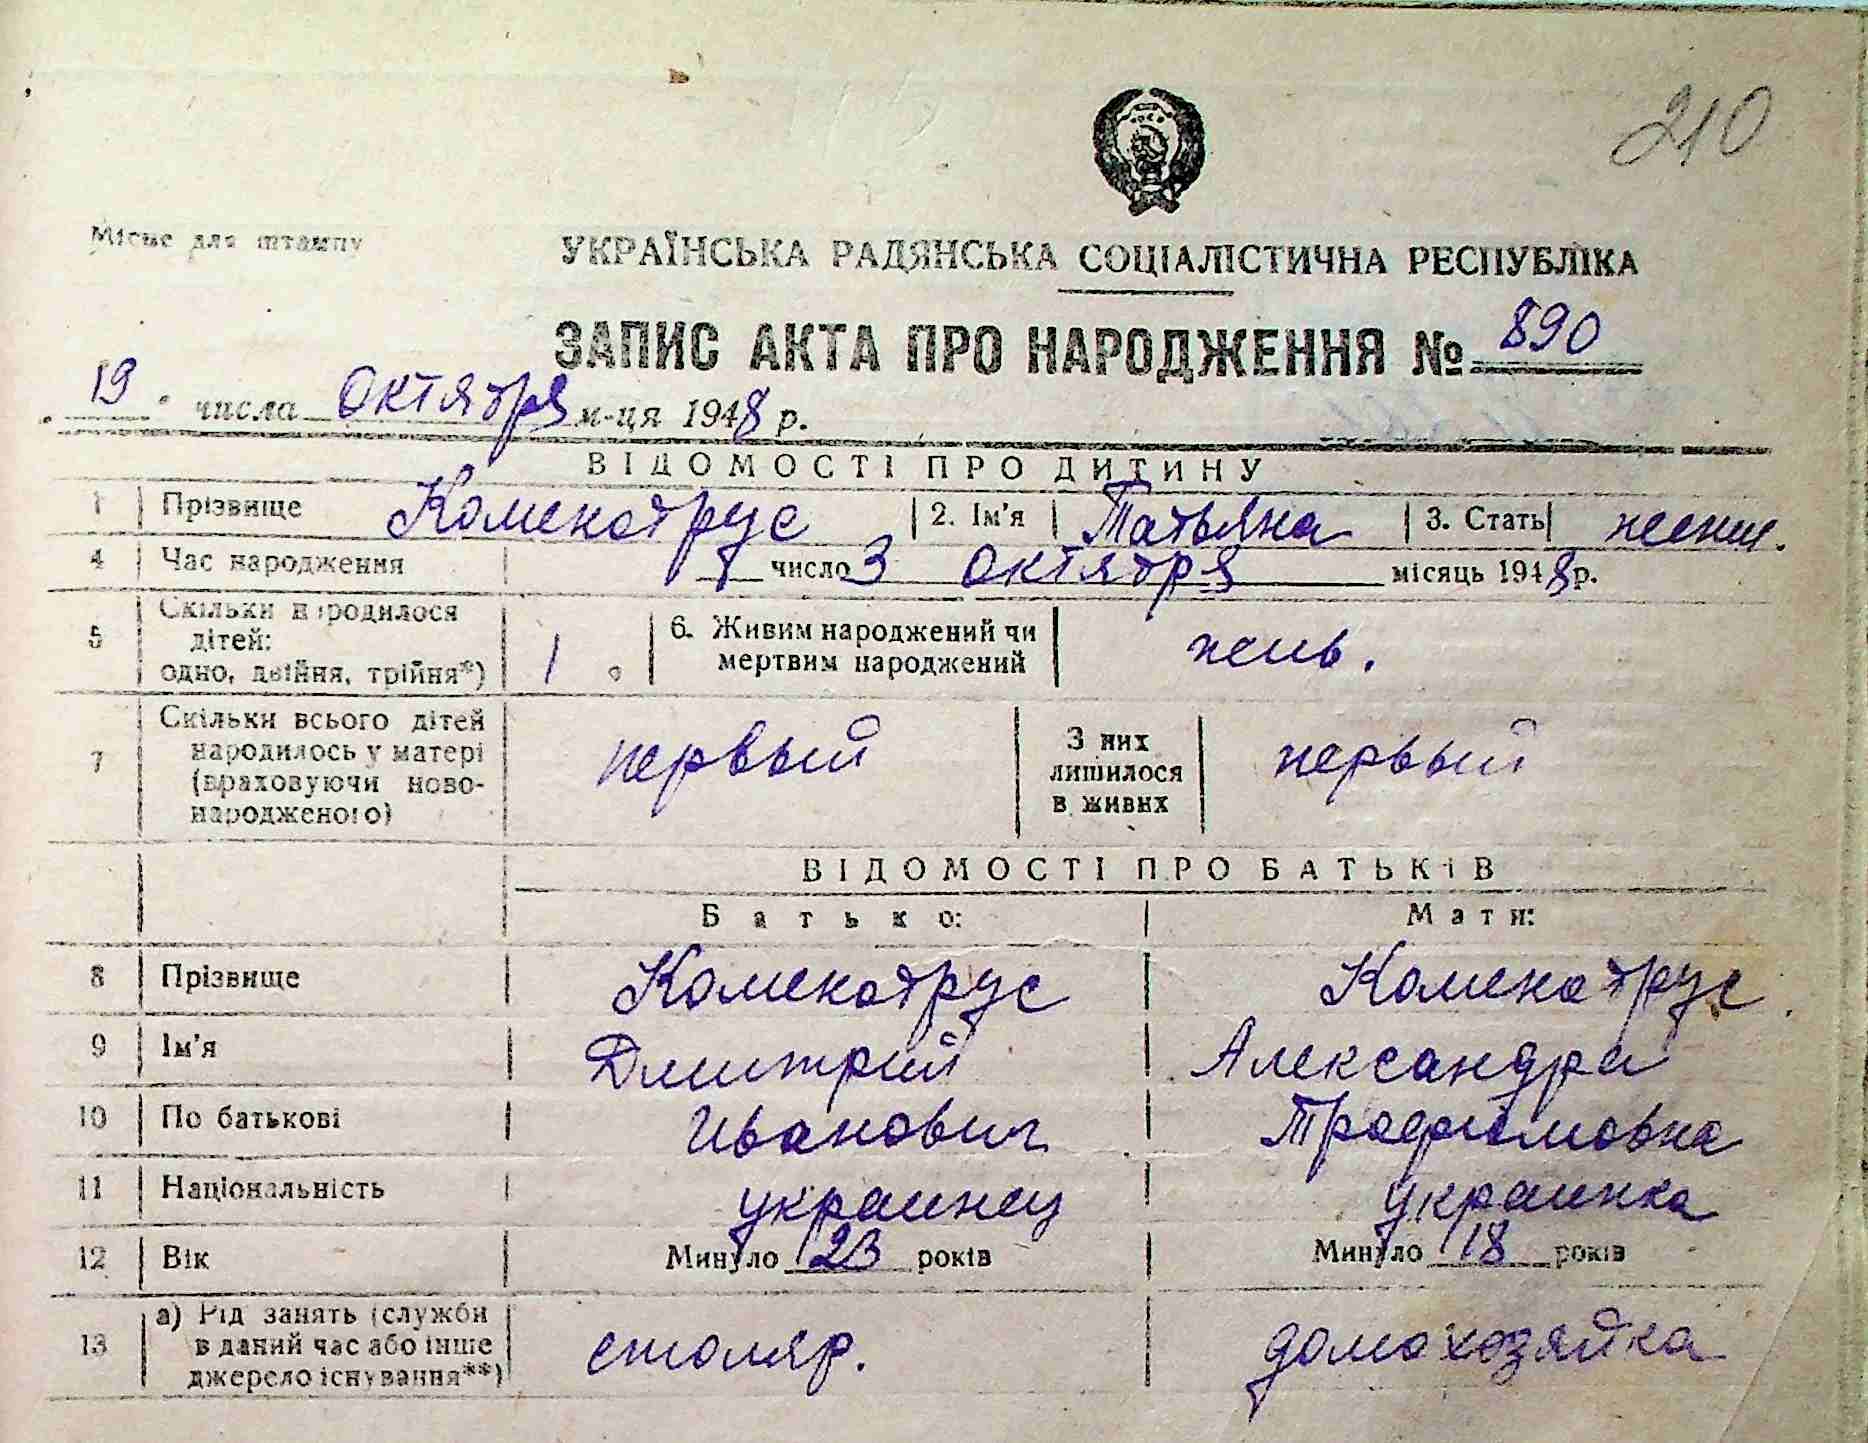 210
Місце для штампу
УКРАЇНСЬКА РАДЯНСЬКА СОЦІАЛІСТИЧНА РЕСПУБЛІКА
ЗАПИС АКТА ПРО НАРОДЖЕННЯ № 890
19 числа октября м-ця 1948 р.
ВІДОМОСТІ ПРО ДИТИНУ
1 Прізвище Коменотрус 2. Ім'я Татьяна 3. Стать женш.
4 Час народження число 3 октября місяць 1948 р.
5 Скільки народилося
дітей:
одно, двійня, трійня*) 1.
6. Живим народжений чи
мертвим народжений жив.
7 Скільки всього дітей
народилось у матері
(враховуючи ново-
народженого) первый
З них
лишилося
в живих первый
ВІДОМОСТІ ПРО БАТЬКІВ
Батько: Мати:
8 Прізвище Коменотрус Коменотрус
9 Ім'я Дмитрий Александра
10 По батькові Иванович Трофимовна
11 Національність украинец украинка
12 Вік Минуло 23 років Минуло 18 років
13 а) Рід занять (служби
в даний час або інше
джерело існування**) столяр. домохозяйка